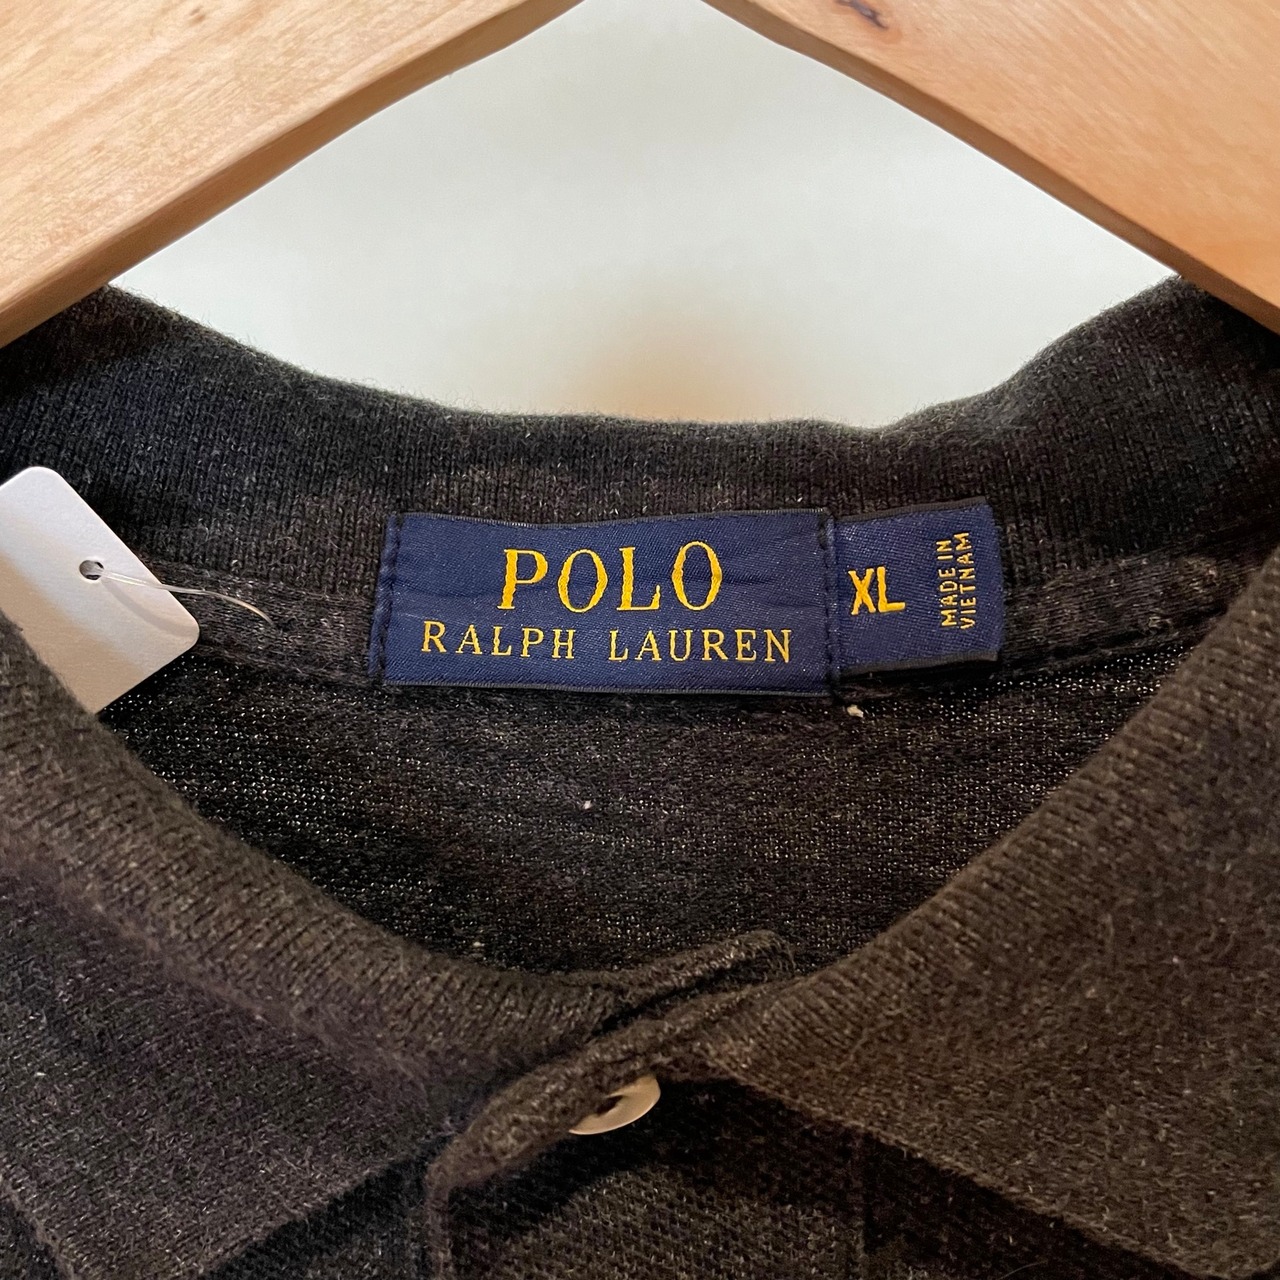 POLO
RALPH LAUREN
XL
MADE IN
VIETNAM